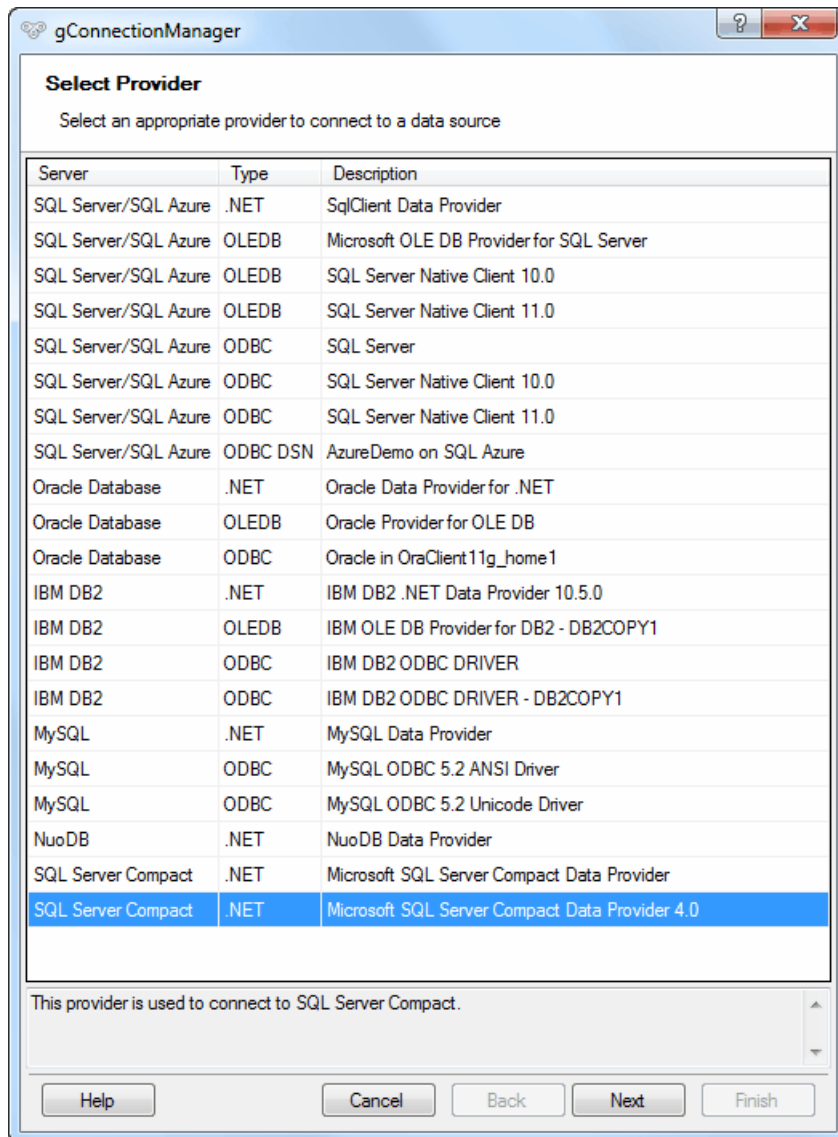 gConnectionManager
Select Provider
Select an appropriate provider to connect to a data source
Server Type Description
SQL Server/SQL Azure .NET SqlClient Data Provider
SQL Server/SQL Azure OLEDB Microsoft OLE DB Provider for SQL Server
SQL Server/SQL Azure OLEDB SQL Server Native Client 10.0
SQL Server/SQL Azure OLEDB SQL Server Native Client 11.0
SQL Server/SQL Azure ODBC SQL Server
SQL Server/SQL Azure ODBC SQL Server Native Client 10.0
SQL Server/SQL Azure ODBC SQL Server Native Client 11.0
SQL Server/SQL Azure ODBC DSN AzureDemo on SQL Azure
Oracle Database .NET Oracle Data Provider for .NET
Oracle Database OLEDB Oracle Provider for OLE DB
Oracle Database ODBC Oracle in OraClient11g_home1
IBM DB2 .NET IBM DB2 .NET Data Provider 10.5.0
IBM DB2 OLEDB IBM OLE DB Provider for DB2 - DB2COPY1
IBM DB2 ODBC IBM DB2 ODBC DRIVER
IBM DB2 ODBC IBM DB2 ODBC DRIVER - DB2COPY1
MySQL .NET MySQL Data Provider
MySQL ODBC MySQL ODBC 5.2 ANSI Driver
MySQL ODBC MySQL ODBC 5.2 Unicode Driver
NuoDB .NET NuoDB Data Provider
SQL Server Compact .NET Microsoft SQL Server Compact Data Provider
SQL Server Compact .NET Microsoft SQL Server Compact Data Provider 4.0
This provider is used to connect to SQL Server Compact.
Help Cancel Back Next Finish